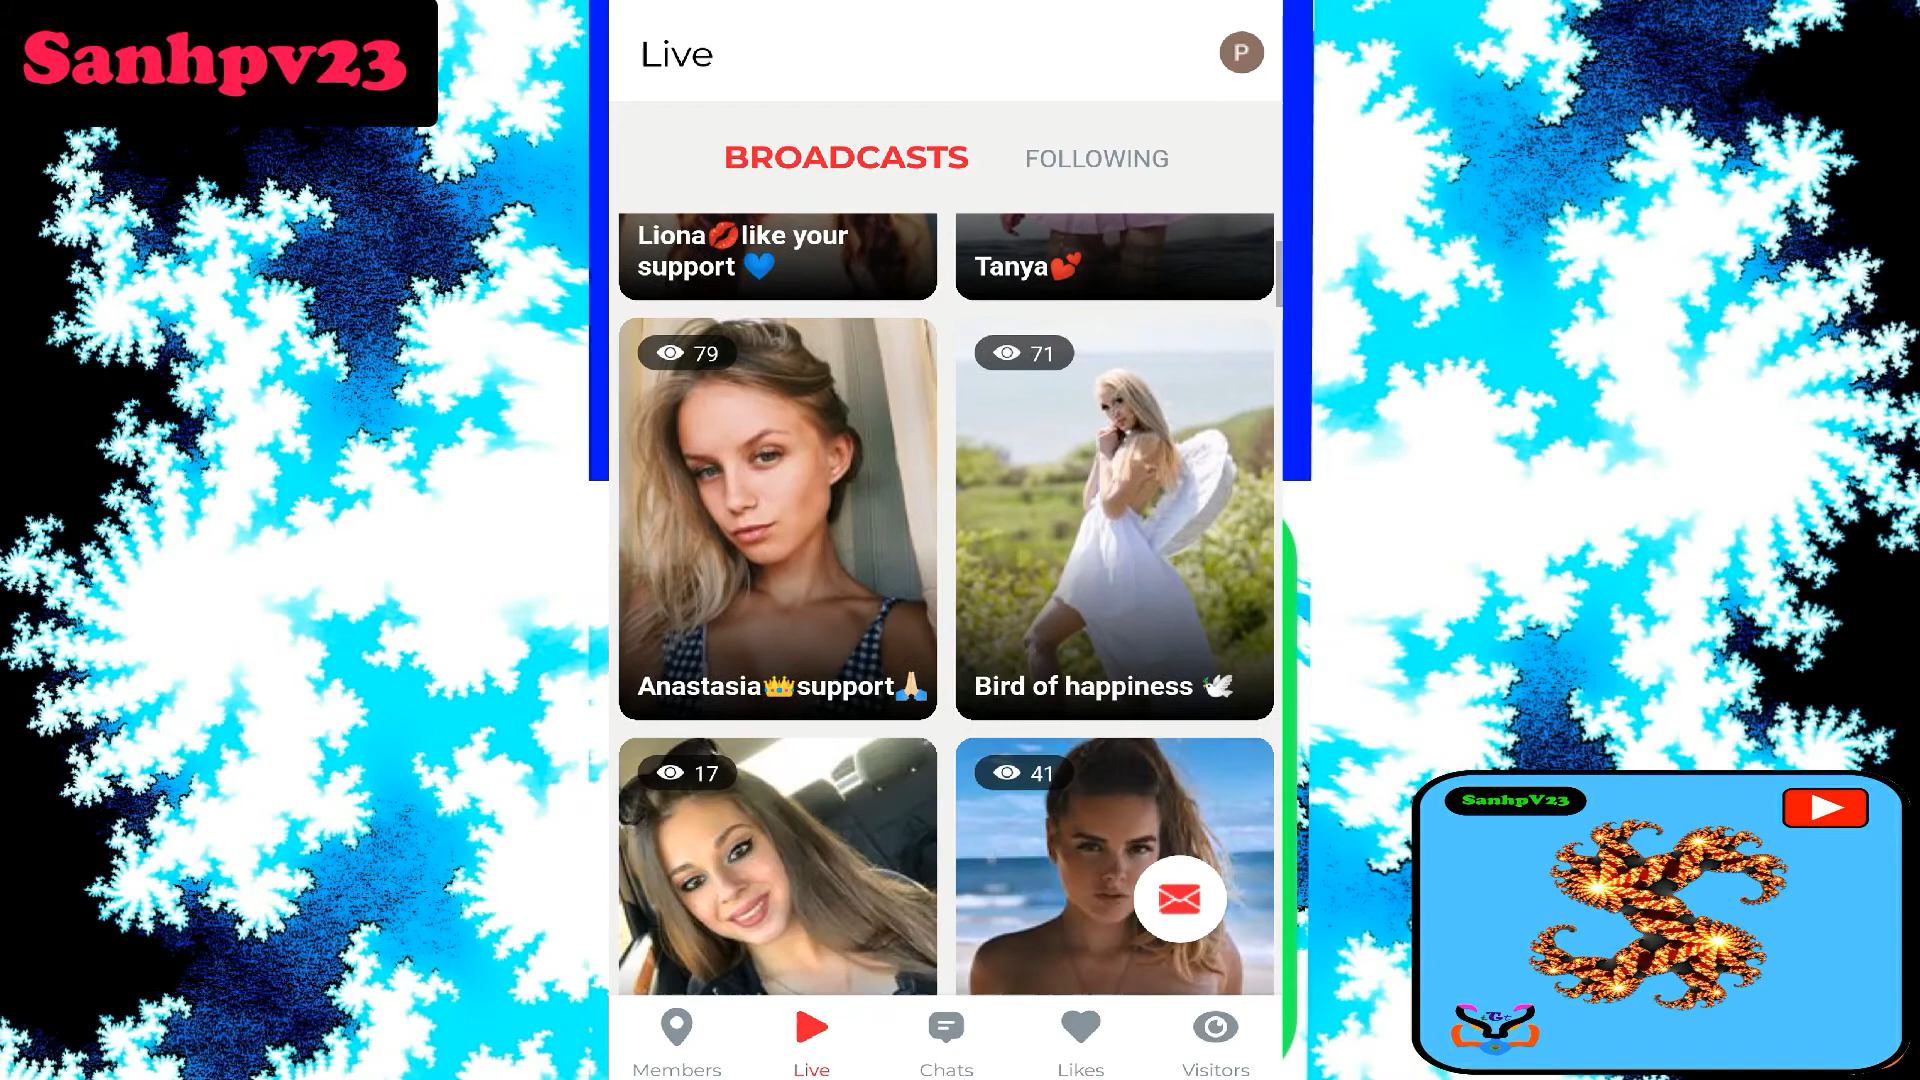 Sanhpv23
Live
P
BROADCASTS
FOLLOWING
Liona💋like your
support 💙
Tanya💕
79
71
Anastasia👑support🙏🏼
Bird of happiness 🕊
17
41
Members
Live
Chats
Likes
Visitors
SanhpV23